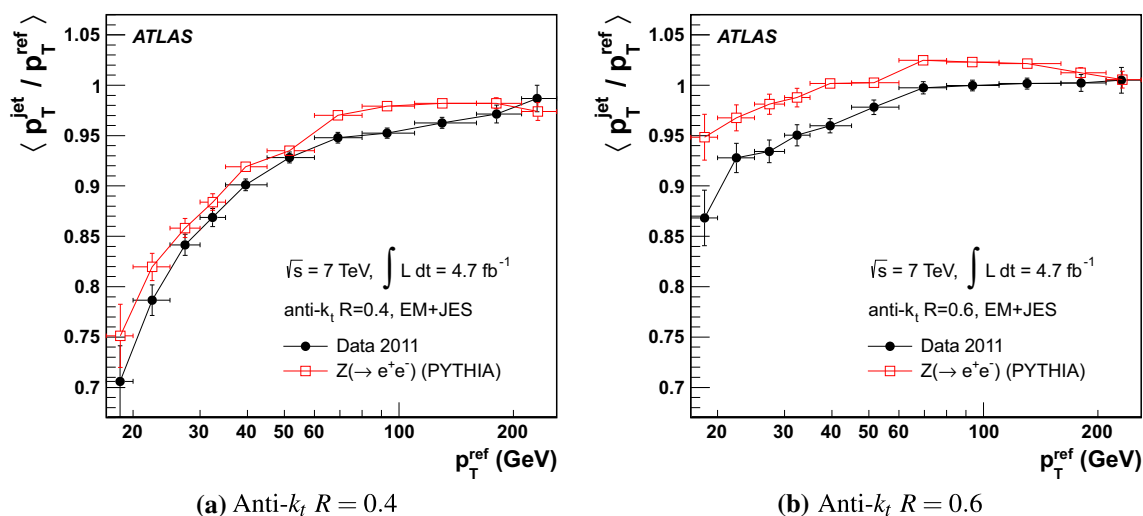 ⟨ p_T^jet / p_T^ref ⟩
1.05
1
0.95
0.9
0.85
0.8
0.75
0.7
ATLAS
√s = 7 TeV, ∫ L dt = 4.7 fb⁻¹
anti-k_t R=0.4, EM+JES
Data 2011
Z(→ e⁺e⁻) (PYTHIA)
20 30 40 50 60 100 200
p_T^ref (GeV)
(a) Anti-k_t R = 0.4
⟨ p_T^jet / p_T^ref ⟩
1.05
1
0.95
0.9
0.85
0.8
0.75
0.7
ATLAS
√s = 7 TeV, ∫ L dt = 4.7 fb⁻¹
anti-k_t R=0.6, EM+JES
Data 2011
Z(→ e⁺e⁻) (PYTHIA)
20 30 40 50 60 100 200
p_T^ref (GeV)
(b) Anti-k_t R = 0.6